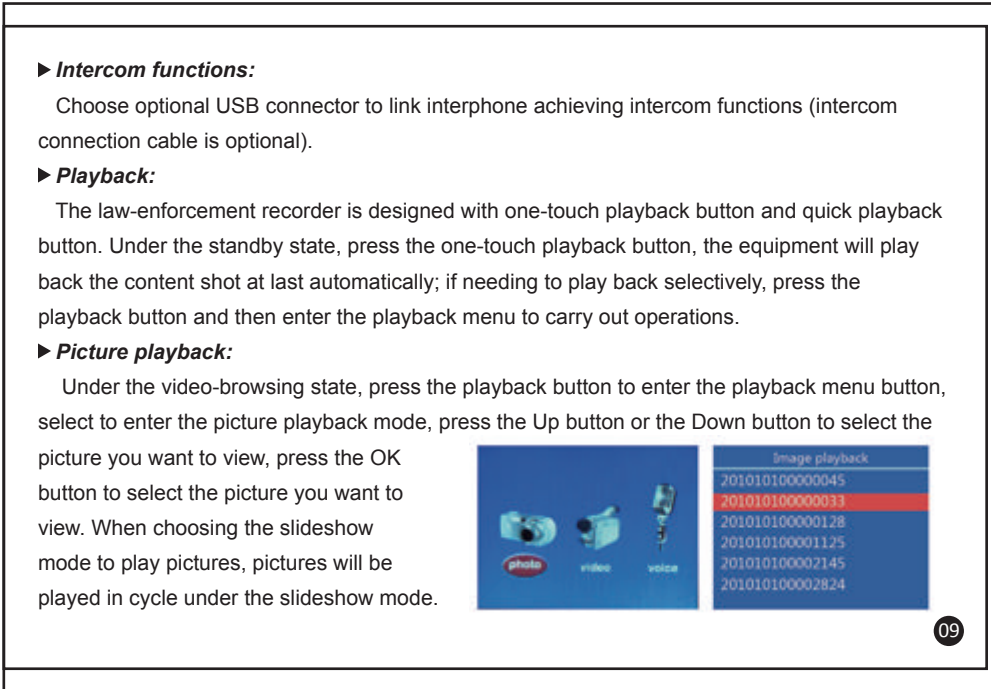 ▶ Intercom functions:
Choose optional USB connector to link interphone achieving intercom functions (intercom
connection cable is optional).
▶ Playback:
The law-enforcement recorder is designed with one-touch playback button and quick playback
button. Under the standby state, press the one-touch playback button, the equipment will play
back the content shot at last automatically; if needing to play back selectively, press the
playback button and then enter the playback menu to carry out operations.
▶ Picture playback:
Under the video-browsing state, press the playback button to enter the playback menu button,
select to enter the picture playback mode, press the Up button or the Down button to select the
picture you want to view, press the OK
button to select the picture you want to
view. When choosing the slideshow
mode to play pictures, pictures will be
played in cycle under the slideshow mode.
photo video voice
Image playback
201010100000045
201010100000033
201010100000128
201010100001125
201010100002145
201010100002824
09